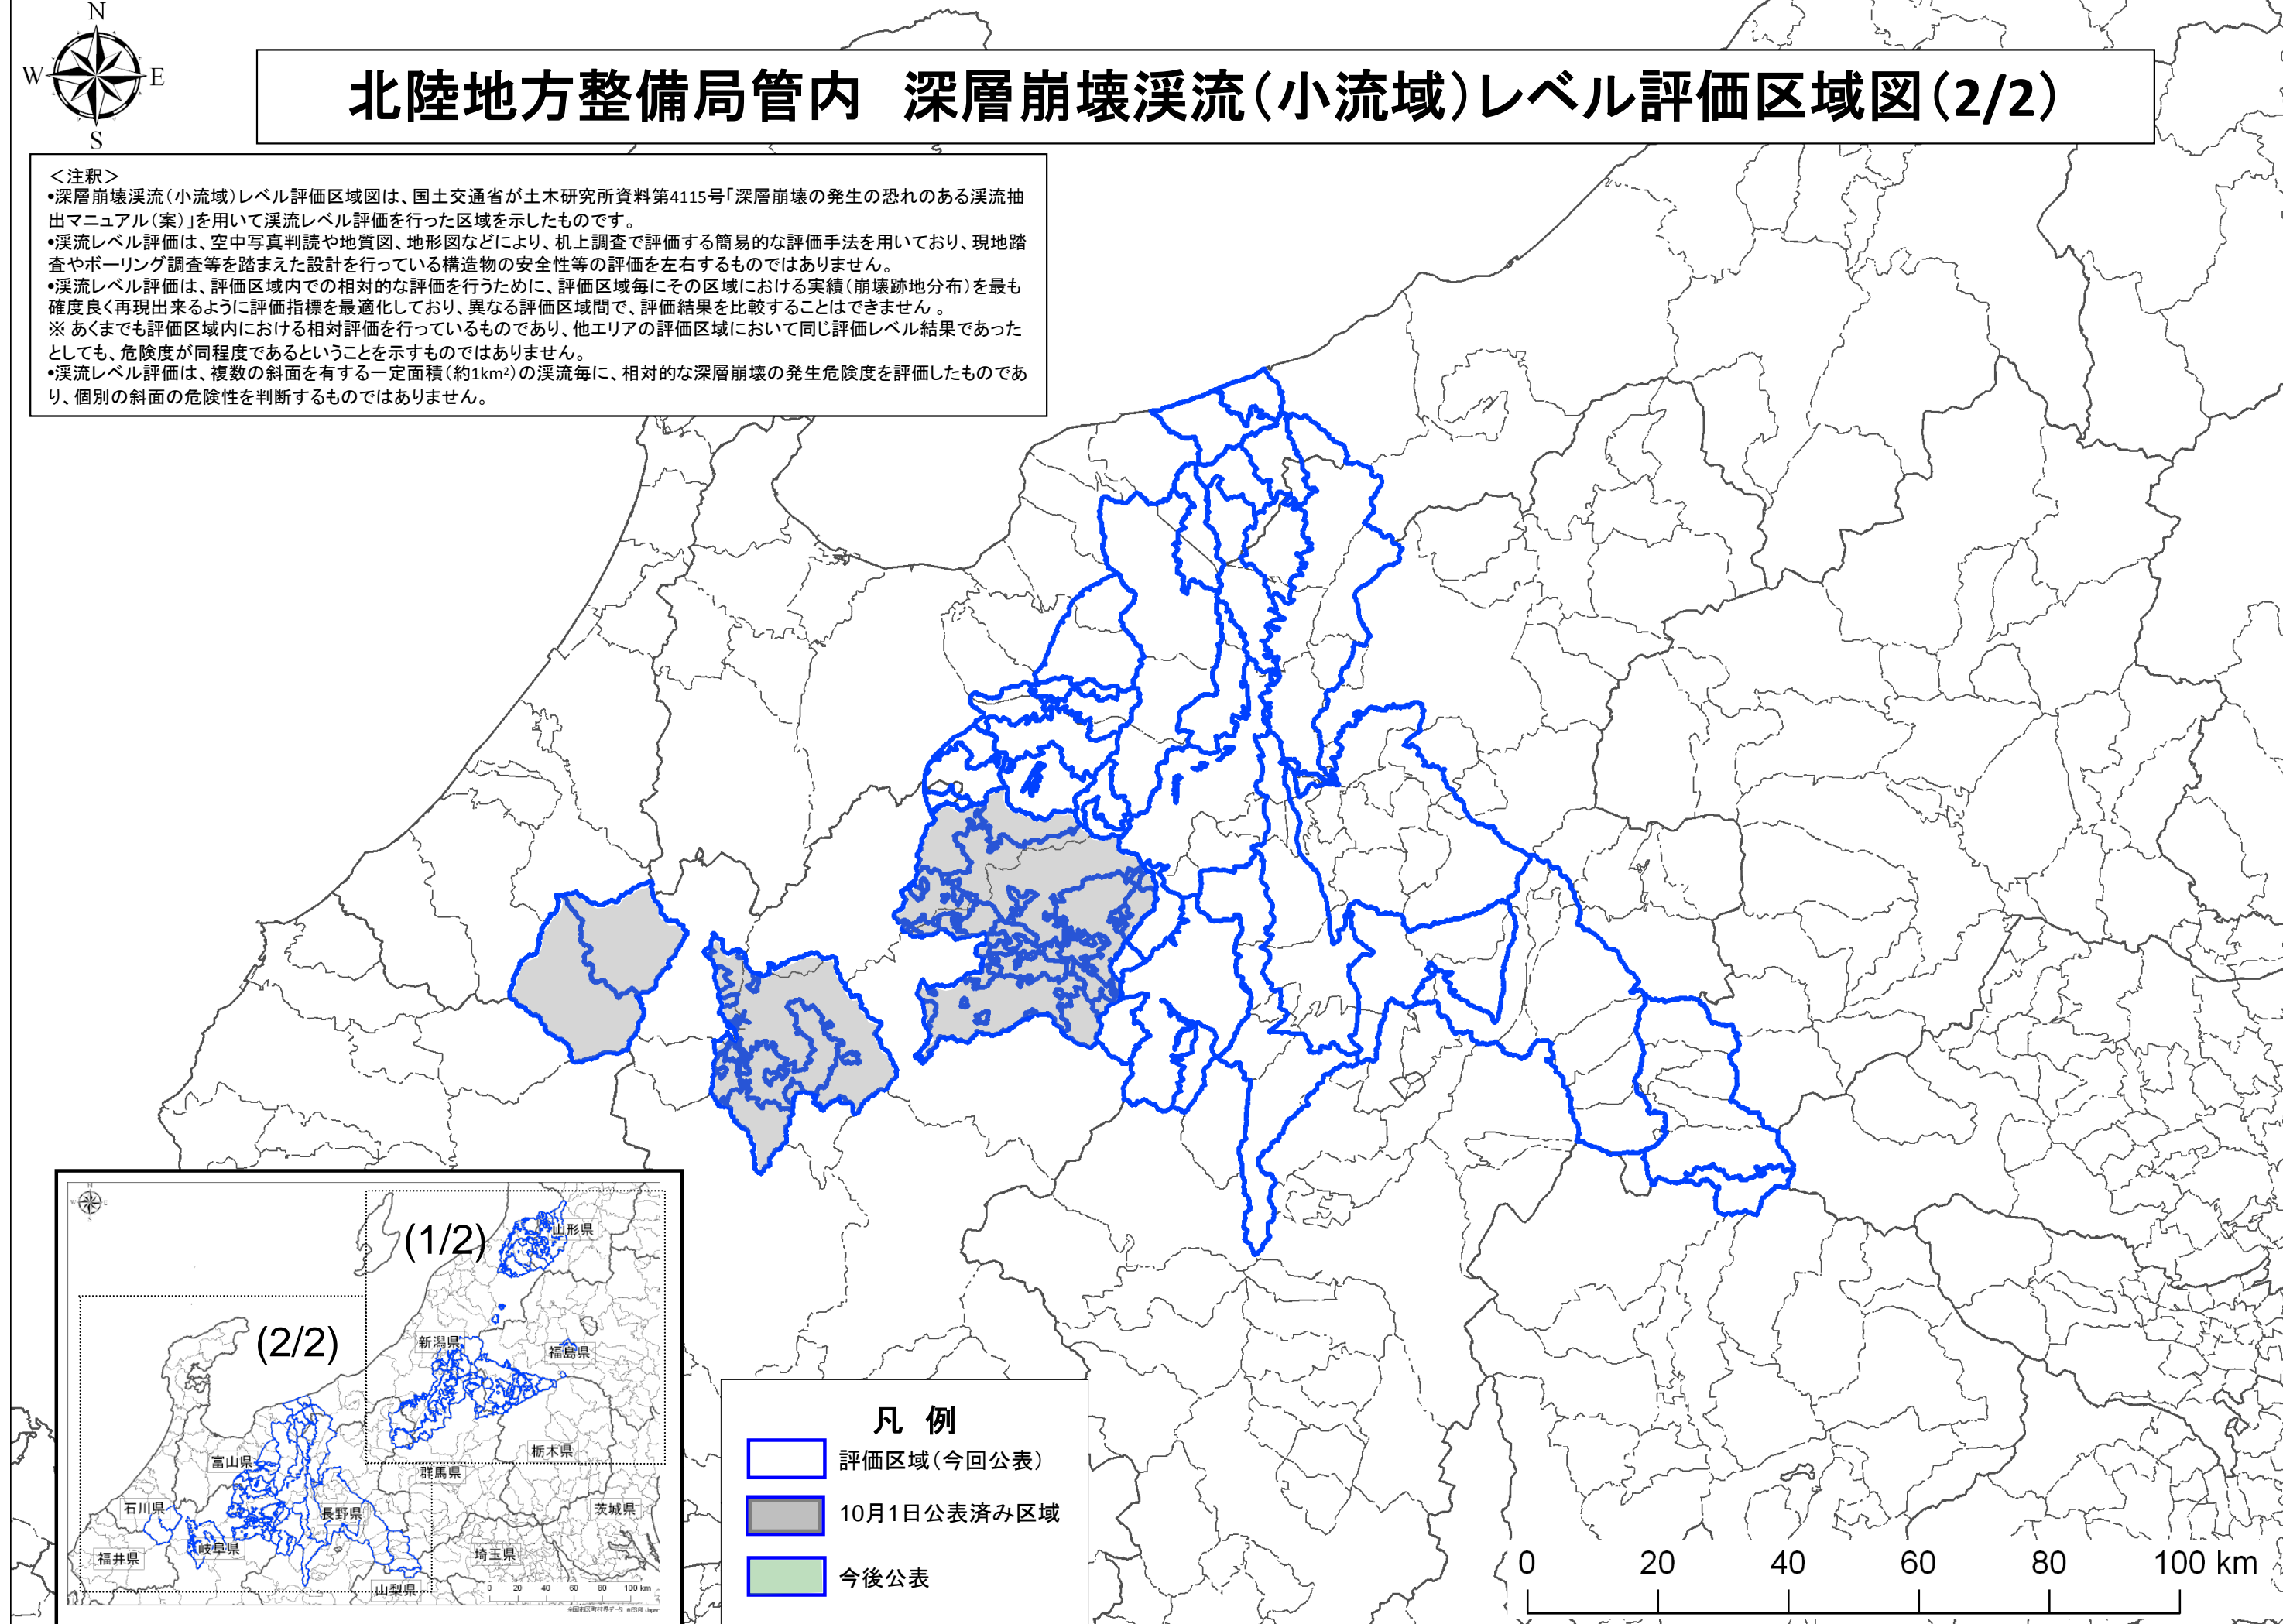 N
W
E
S
北陸地方整備局管内 深層崩壊渓流(小流域)レベル評価区域図(2/2)
<注釈>
•深層崩壊渓流(小流域)レベル評価区域図は、国土交通省が土木研究所資料第4115号「深層崩壊の発生の恐れのある渓流抽
出マニュアル(案)」を用いて渓流レベル評価を行った区域を示したものです。
•渓流レベル評価は、空中写真判読や地質図、地形図などにより、机上調査で評価する簡易的な評価手法を用いており、現地踏
査やボーリング調査等を踏まえた設計を行っている構造物の安全性等の評価を左右するものではありません。
•渓流レベル評価は、評価区域内での相対的な評価を行うために、評価区域毎にその区域における実績(崩壊跡地分布)を最も
確度良く再現出来るように評価指標を最適化しており、異なる評価区域間で、評価結果を比較することはできません 。
※ あくまでも評価区域内における相対評価を行っているものであり、他エリアの評価区域において同じ評価レベル結果であった
としても、危険度が同程度であるということを示すものではありません。
•渓流レベル評価は、複数の斜面を有する一定面積(約1km²)の渓流毎に、相対的な深層崩壊の発生危険度を評価したものであ
り、個別の斜面の危険性を判断するものではありません。
N
W
E
S
(1/2)
山形県
(2/2)
新潟県
福島県
富山県
栃木県
群馬県
石川県
長野県
茨城県
福井県
岐阜県
埼玉県
山梨県
0 20 40 60 80 100 km
凡 例
評価区域(今回公表)
10月1日公表済み区域
今後公表
0 20 40 60 80 100 km